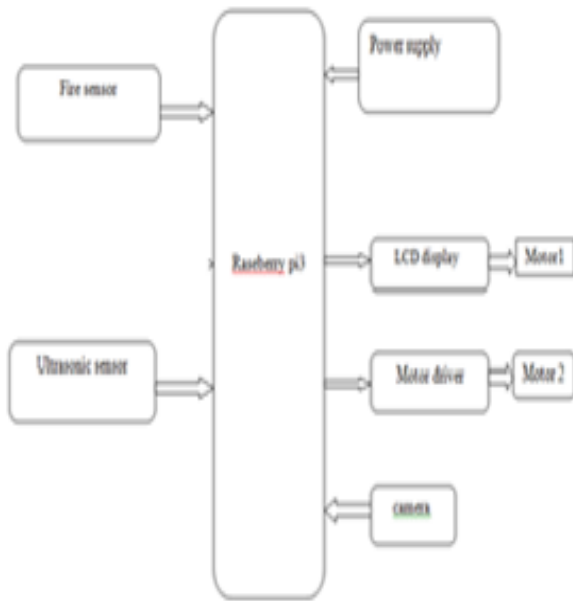 Power supply
Fire sensor
Raseberry pi3
LCD display
Motor1
Ultrasonic sensor
Motor driver
Motor 2
camera